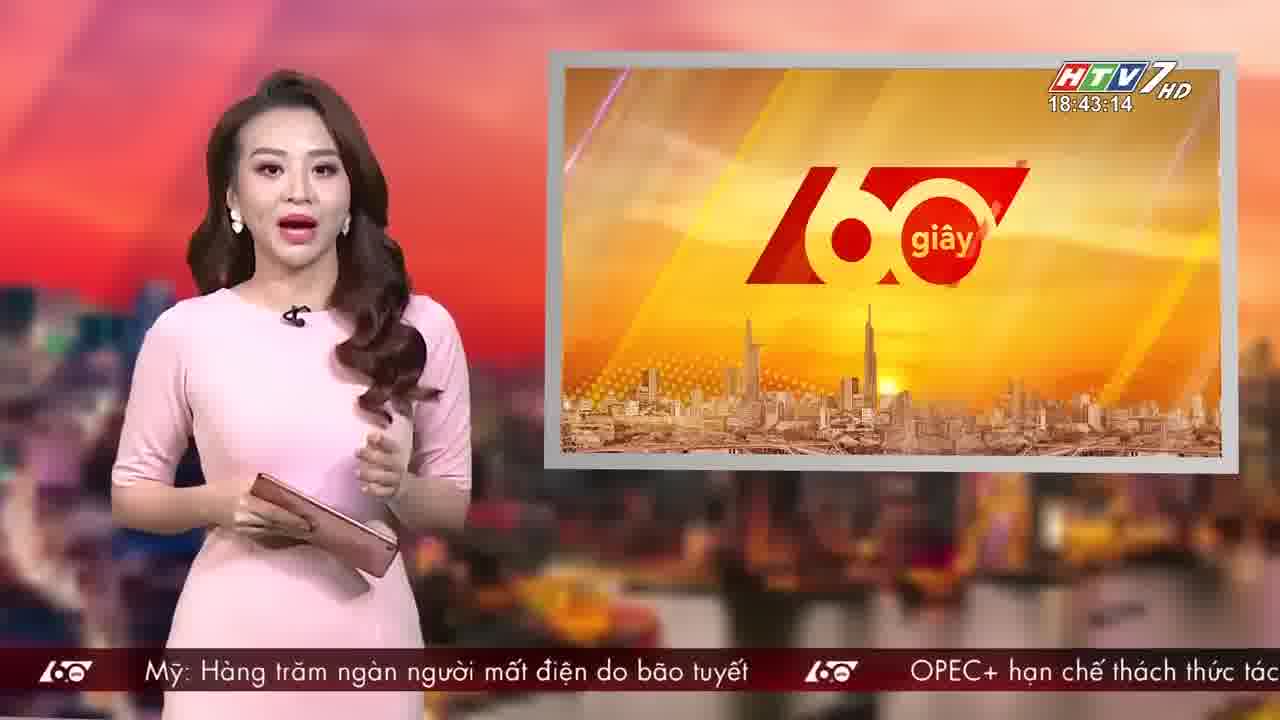 HTV7 HD
18:43:14
60 giây
60 Mỹ: Hàng trăm ngàn người mất điện do bão tuyết 60 OPEC+ hạn chế thách thức tác